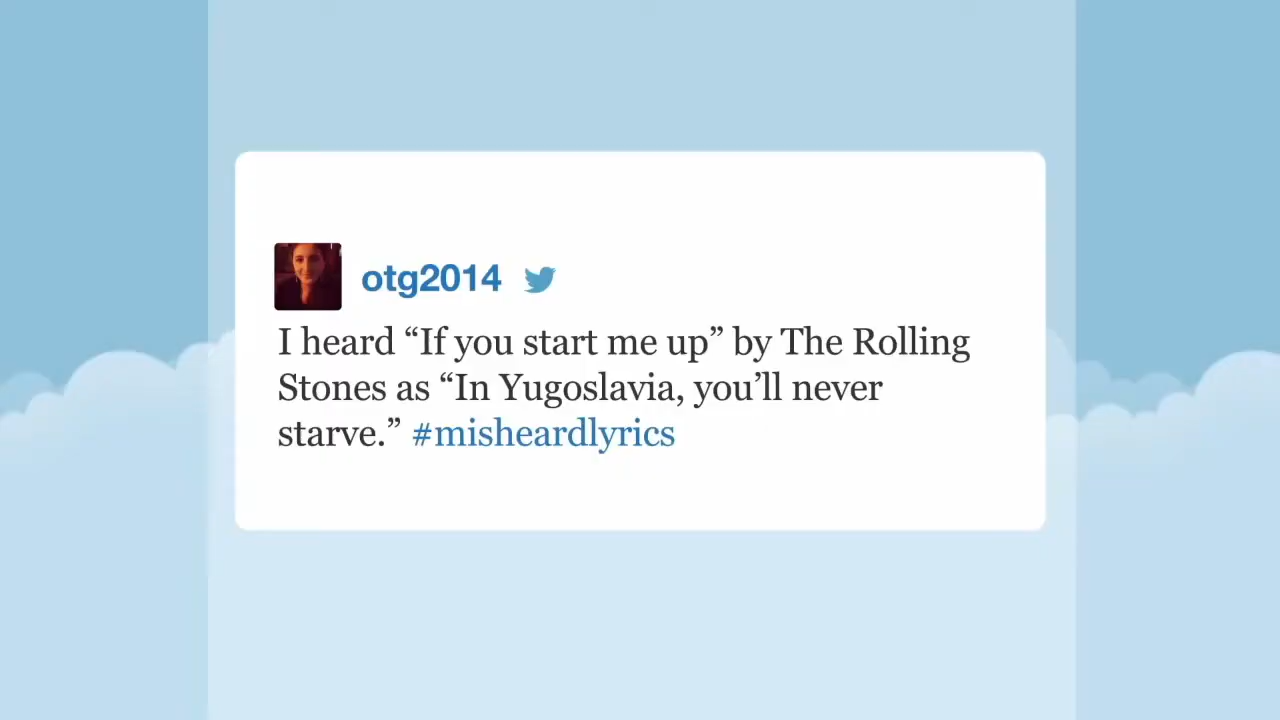 otg2014
I heard “If you start me up” by The Rolling
Stones as “In Yugoslavia, you’ll never
starve.” #misheardlyrics